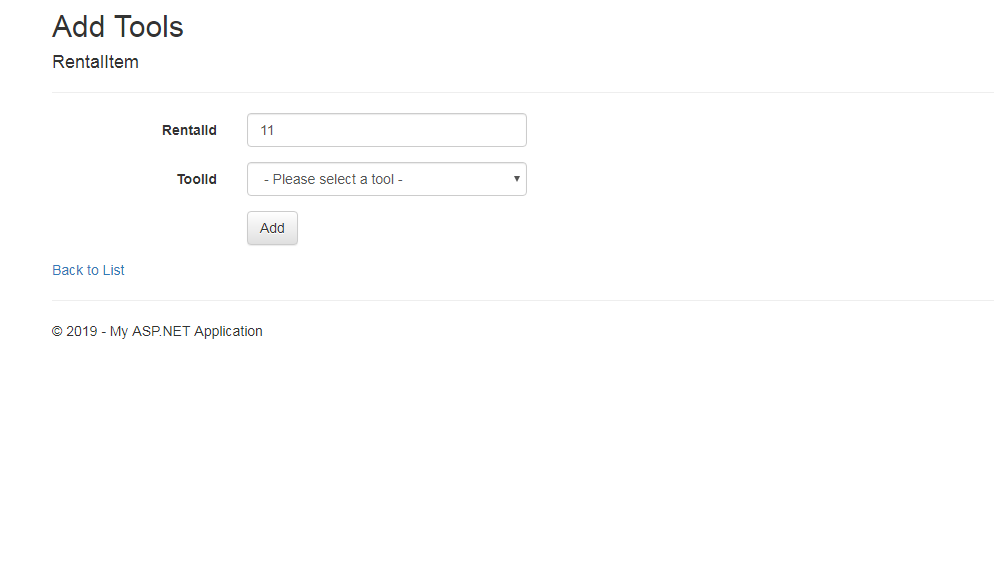 Add Tools
RentalItem
RentalId 11
ToolId - Please select a tool -
Add
Back to List
© 2019 - My ASP.NET Application